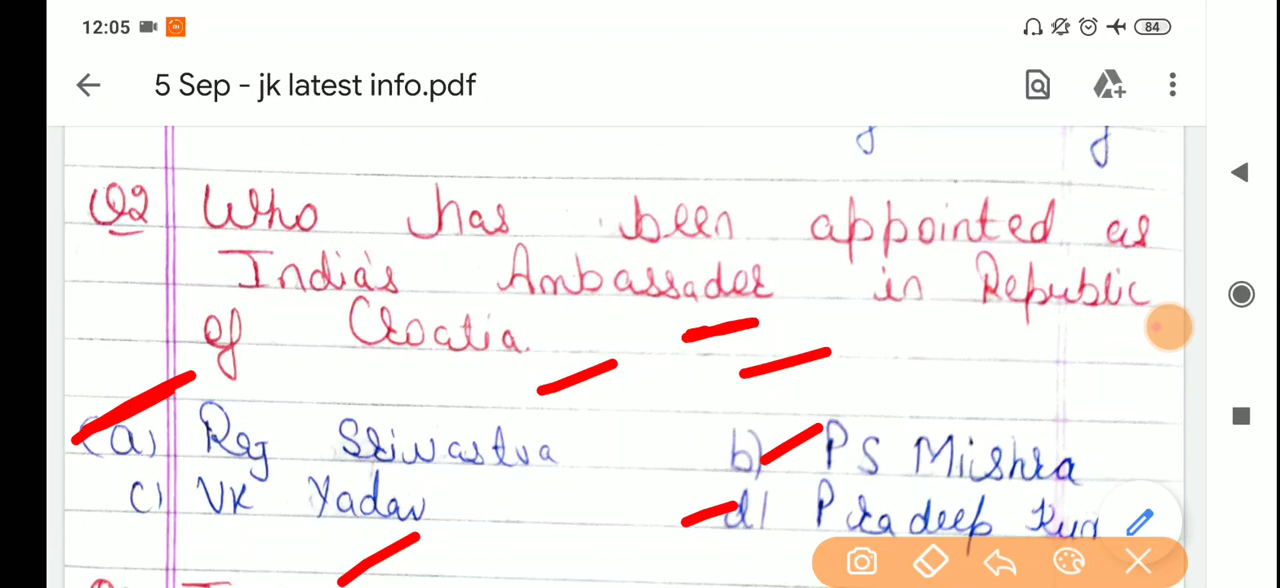 12:05 84
5 Sep - jk latest info.pdf
Q2 Who has been appointed as
India's Ambassador in Republic
of Croatia.
(a) Raj Srivastva b) PS Mishra
c) VK Yadav d) Pradeep